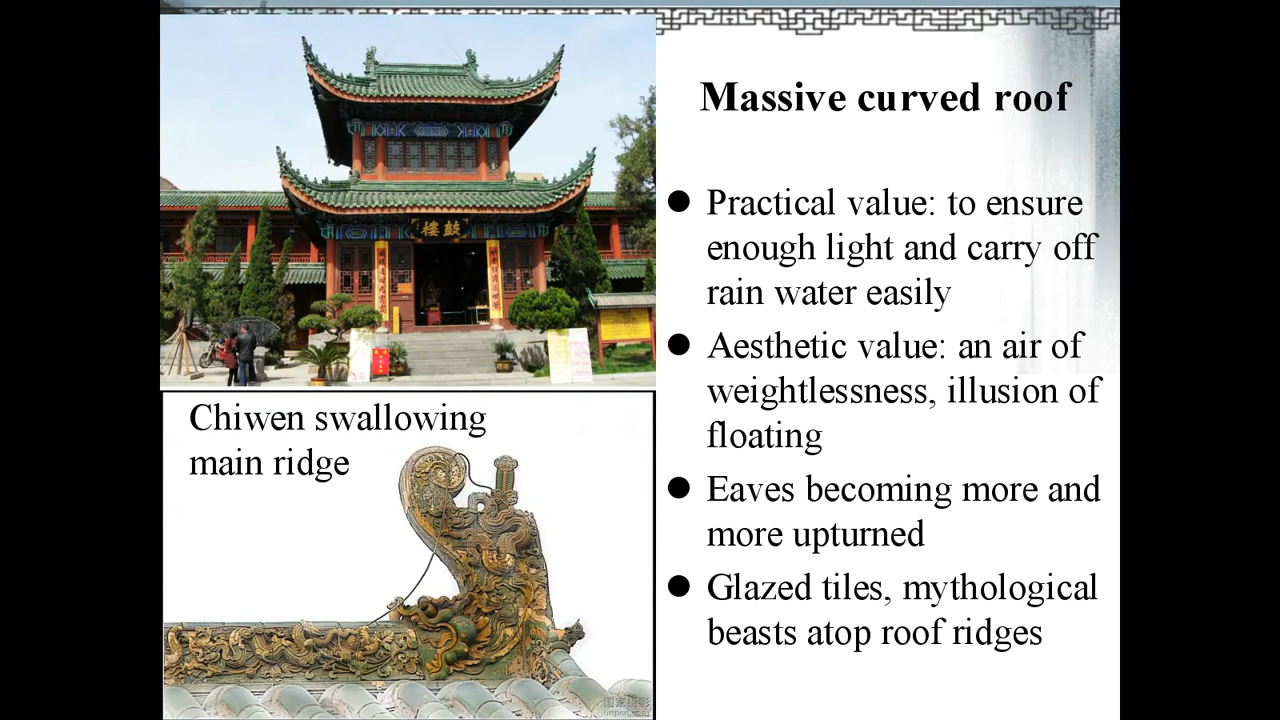 Massive curved roof
Practical value: to ensure
enough light and carry off
rain water easily
Aesthetic value: an air of
weightlessness, illusion of
floating
Eaves becoming more and
more upturned
Glazed tiles, mythological
beasts atop roof ridges
樓鼓
Chiwen swallowing
main ridge